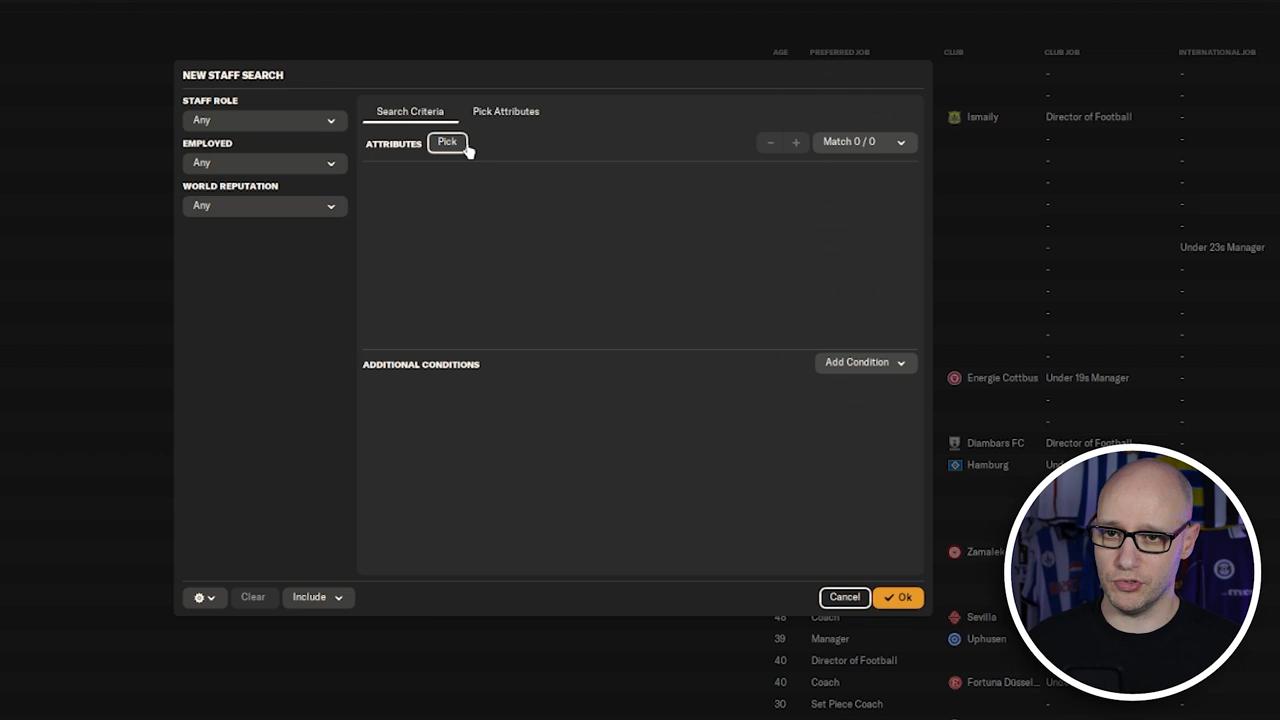 AGE PREFERRED JOB CLUB CLUB JOB INTERNATIONAL JOB
NEW STAFF SEARCH
STAFF ROLE
Any
EMPLOYED
Any
WORLD REPUTATION
Any
Search Criteria Pick Attributes
ATTRIBUTES Pick - + Match 0 / 0
ADDITIONAL CONDITIONS Add Condition
Clear Include Cancel Ok
- -
Ismaily Director of Football -
- -
- -
- -
- -
- -
- Under 23s Manager
- -
- -
- -
- -
- -
Energie Cottbus Under 19s Manager -
- -
- -
Diambars FC Director of Football -
Hamburg
Zamalek
48 Coach Sevilla
39 Manager Uphusen
40 Director of Football
40 Coach Fortuna Düssel...
30 Set Piece Coach